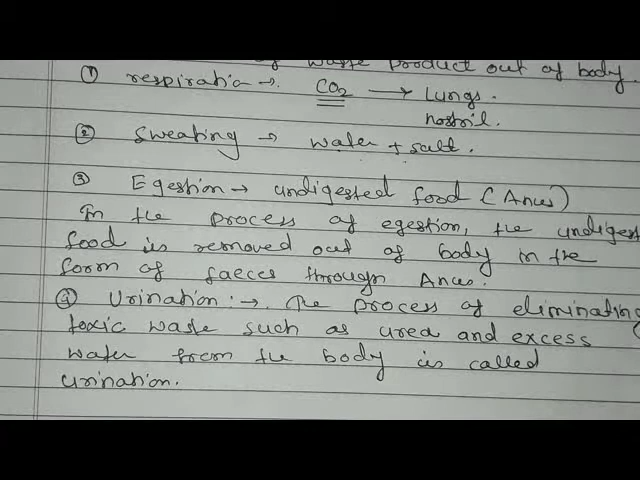 of waste product out of body.
① respiratia → CO2 → Lungs.
nostril.
② Sweating → water + salt.
③ Egestion → undigested food (Anus)
In the process of egestion, the undigest
food is removed out of body in the
form of faeces through Anus.
④ Urination :→ The process of eliminating
toxic waste such as urea and excess
water from the body is called
urination.